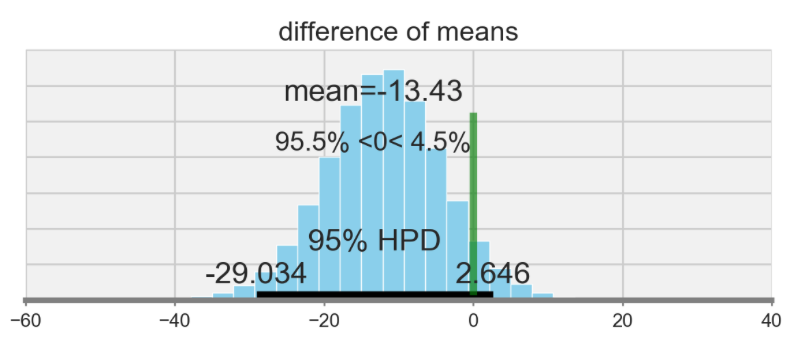 difference of means
mean=-13.43
95.5% <0< 4.5%
95% HPD
-29.034 2.646
−60 −40 −20 0 20 40